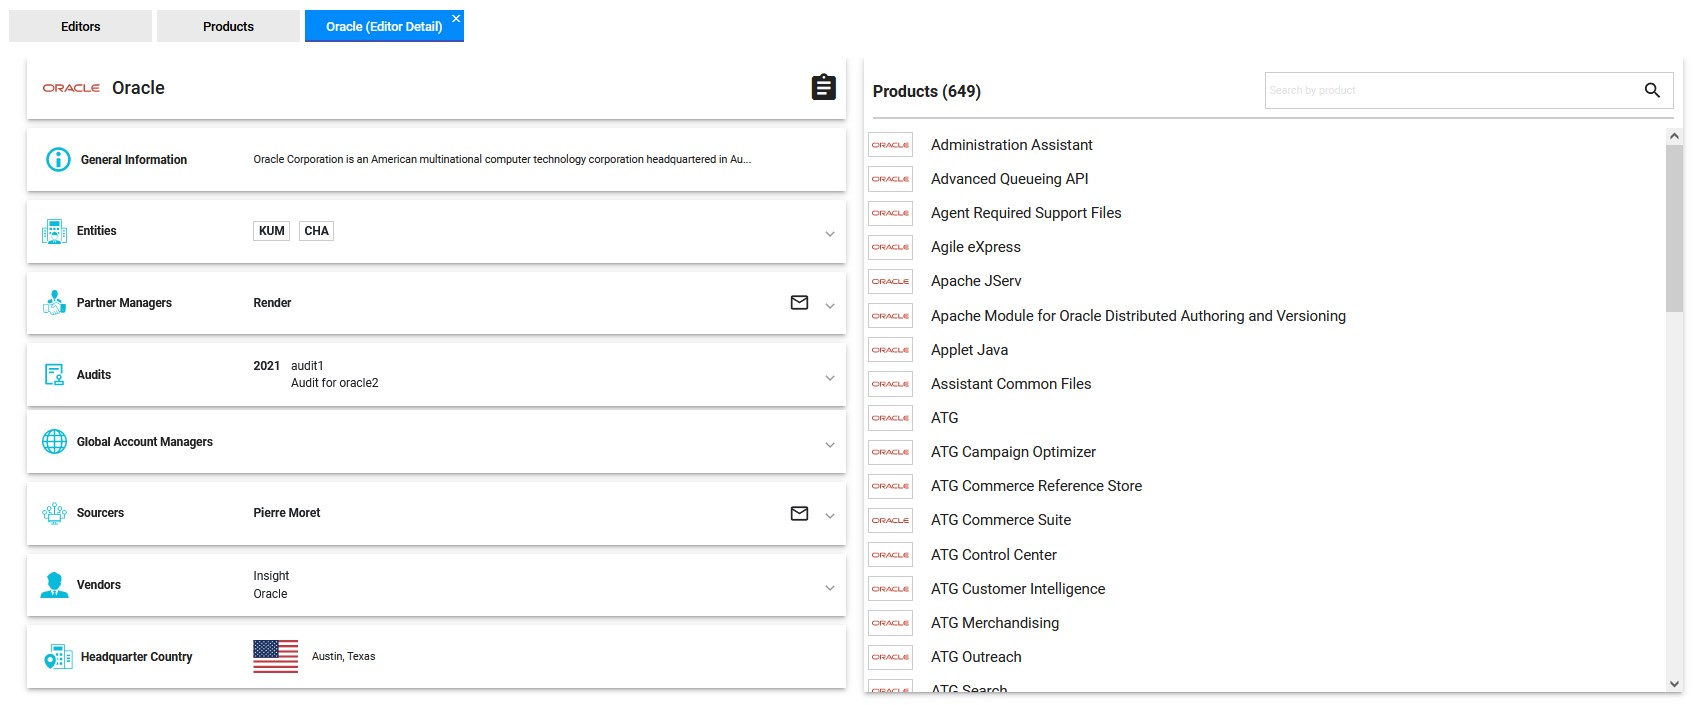 Editors
Products
Oracle (Editor Detail)
ORACLE
Oracle
General Information
Oracle Corporation is an American multinational computer technology corporation headquartered in Au...
Entities
KUM
CHA
Partner Managers
Render
Audits
2021
audit1
Audit for oracle2
Global Account Managers
Sourcers
Pierre Moret
Vendors
Insight
Oracle
Headquarter Country
Austin, Texas
Products (649)
Search by product
ORACLE
Administration Assistant
ORACLE
Advanced Queueing API
ORACLE
Agent Required Support Files
ORACLE
Agile eXpress
ORACLE
Apache JServ
ORACLE
Apache Module for Oracle Distributed Authoring and Versioning
ORACLE
Applet Java
ORACLE
Assistant Common Files
ORACLE
ATG
ORACLE
ATG Campaign Optimizer
ORACLE
ATG Commerce Reference Store
ORACLE
ATG Commerce Suite
ORACLE
ATG Control Center
ORACLE
ATG Customer Intelligence
ORACLE
ATG Merchandising
ORACLE
ATG Outreach
ORACLE
ATG Search